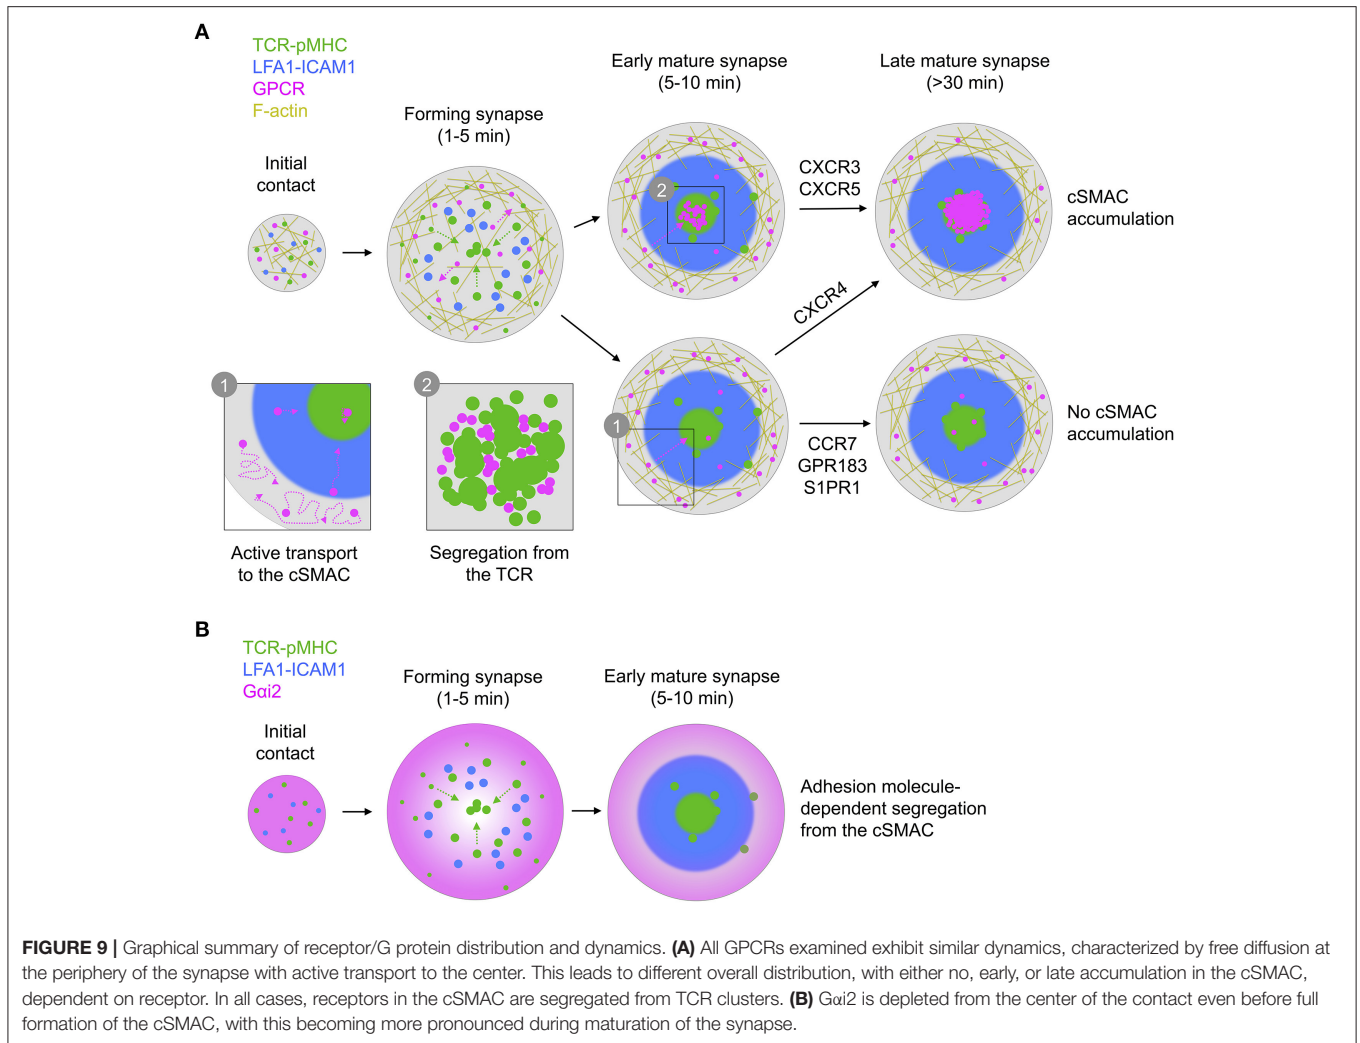 A
TCR-pMHC
LFA1-ICAM1
GPCR
F-actin
Initial
contact
Forming synapse
(1-5 min)
Early mature synapse
(5-10 min)
Late mature synapse
(>30 min)
2
CXCR3
CXCR5
cSMAC
accumulation
CXCR4
1
CCR7
GPR183
S1PR1
No cSMAC
accumulation
1
Active transport
to the cSMAC
2
Segregation from
the TCR
B
TCR-pMHC
LFA1-ICAM1
Gαi2
Initial
contact
Forming synapse
(1-5 min)
Early mature synapse
(5-10 min)
Adhesion molecule-
dependent segregation
from the cSMAC
FIGURE 9 | Graphical summary of receptor/G protein distribution and dynamics. (A) All GPCRs examined exhibit similar dynamics, characterized by free diffusion at
the periphery of the synapse with active transport to the center. This leads to different overall distribution, with either no, early, or late accumulation in the cSMAC,
dependent on receptor. In all cases, receptors in the cSMAC are segregated from TCR clusters. (B) Gαi2 is depleted from the center of the contact even before full
formation of the cSMAC, with this becoming more pronounced during maturation of the synapse.